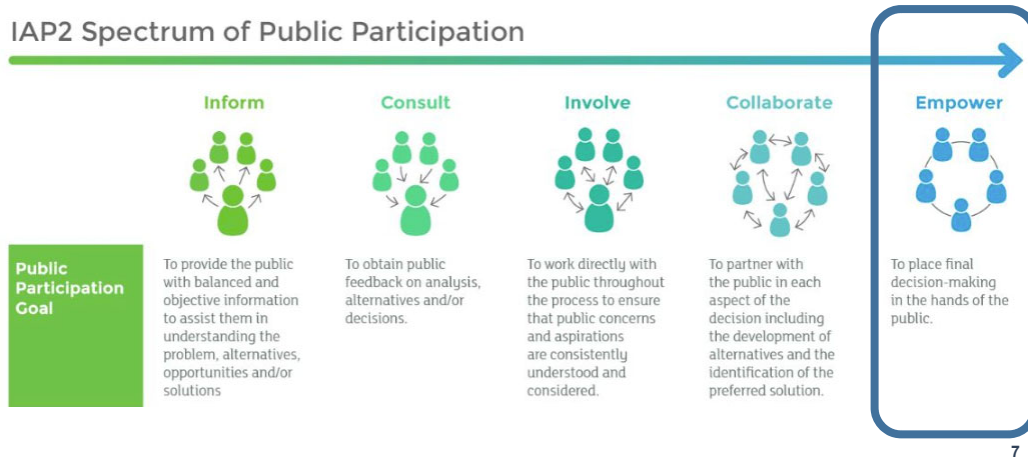 IAP2 Spectrum of Public Participation
Inform
Consult
Involve
Collaborate
Empower
Public
Participation
Goal
To provide the public
with balanced and
objective information
to assist them in
understanding the
problem, alternatives,
opportunities and/or
solutions
To obtain public
feedback on analysis,
alternatives and/or
decisions.
To work directly with
the public throughout
the process to ensure
that public concerns
and aspirations
are consistently
understood and
considered.
To partner with
the public in each
aspect of the
decision including
the development of
alternatives and the
identification of the
preferred solution.
To place final
decision-making
in the hands of the
public.
7